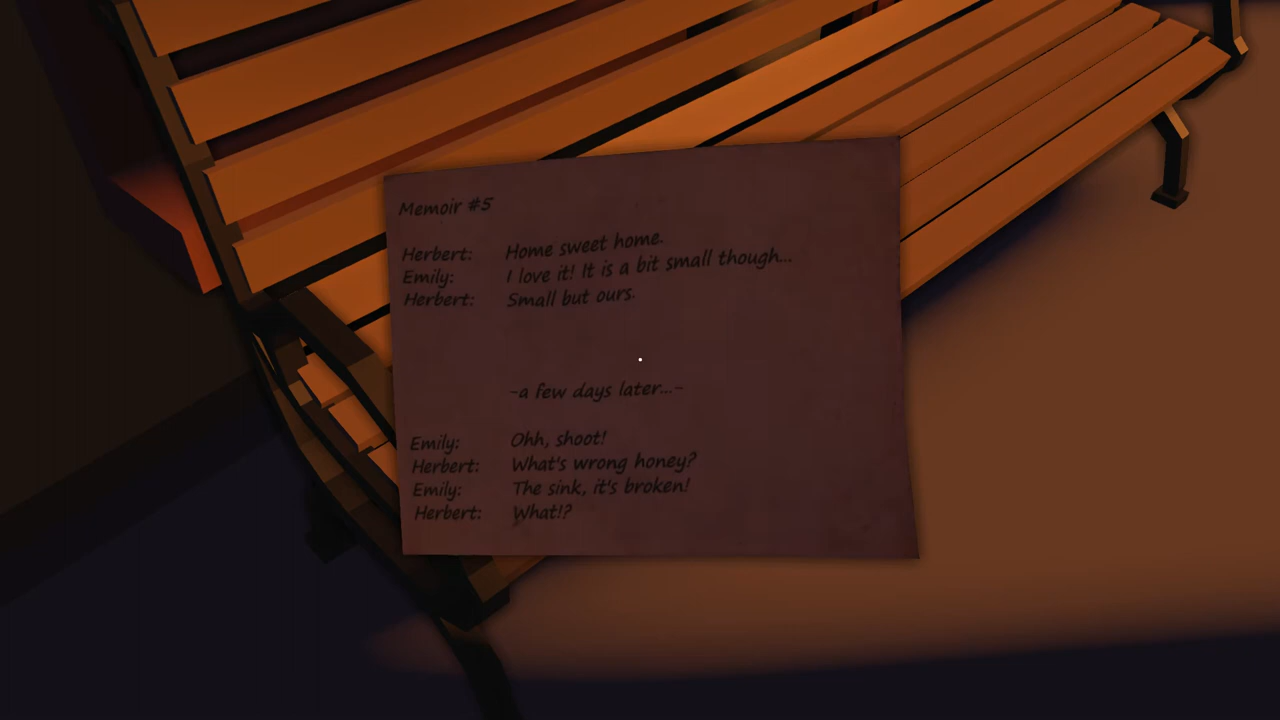 Memoir #5
Herbert: Home sweet home.
Emily: I love it! It is a bit small though...
Herbert: Small but ours.
~a few days later...~
Emily: Ohh, shoot!
Herbert: What's wrong honey?
Emily: The sink, it's broken!
Herbert: What!?